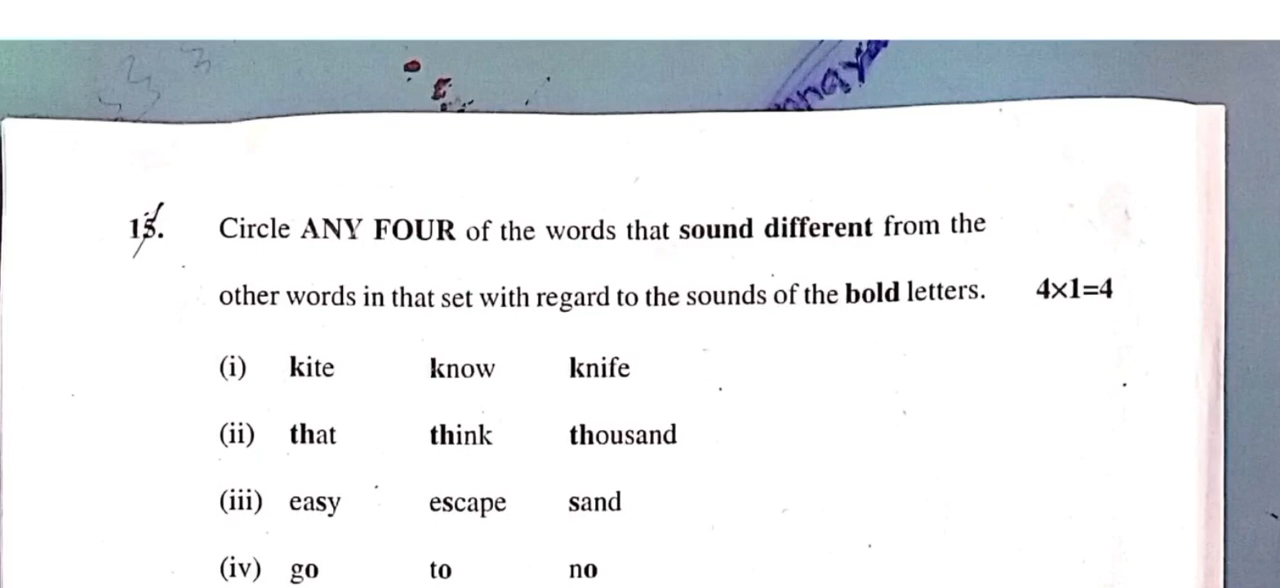 15. Circle ANY FOUR of the words that sound different from the
other words in that set with regard to the sounds of the bold letters. 4×1=4
(i) kite know knife
(ii) that think thousand
(iii) easy escape sand
(iv) go to no